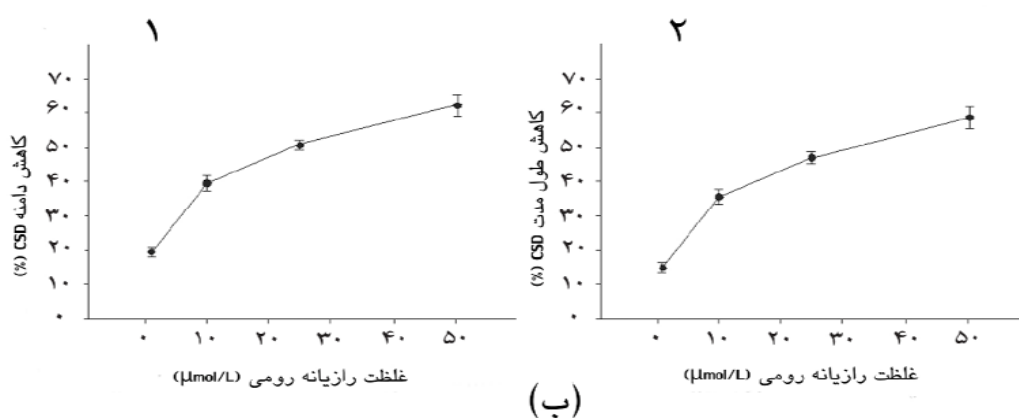 ۱
کاهش دامنه CSD (%)
۷۰
۶۰
۵۰
۴۰
۳۰
۲۰
۱۰
۰
۰ ۱۰ ۲۰ ۳۰ ۴۰ ۵۰
غلظت رازیانه رومی (µmol/L)
۲
کاهش طول مدت CSD (%)
۷۰
۶۰
۵۰
۴۰
۳۰
۲۰
۱۰
۰
۰ ۱۰ ۲۰ ۳۰ ۴۰ ۵۰
غلظت رازیانه رومی (µmol/L)
(ب)